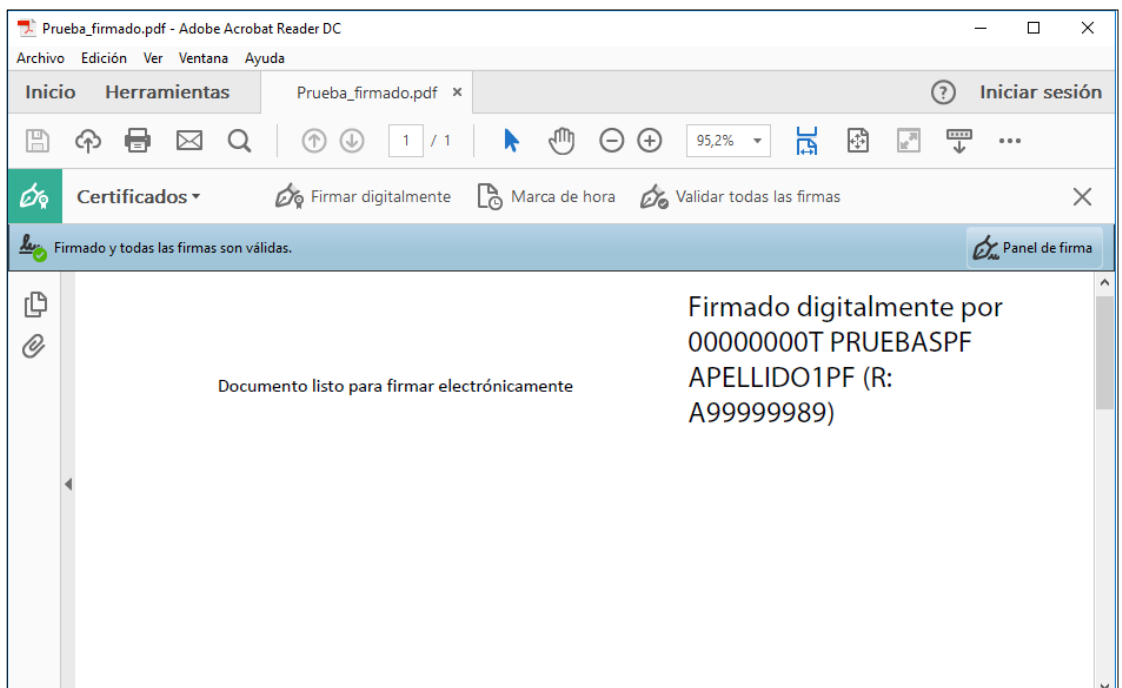 Prueba_firmado.pdf - Adobe Acrobat Reader DC
Archivo Edición Ver Ventana Ayuda
Inicio Herramientas Prueba_firmado.pdf × ? Iniciar sesión
1 / 1 95,2%
Certificados Firmar digitalmente Marca de hora Validar todas las firmas
Firmado y todas las firmas son válidas. Panel de firma
Firmado digitalmente por
00000000T PRUEBASPF
APELLIDO1PF (R:
A99999989)
Documento listo para firmar electrónicamente